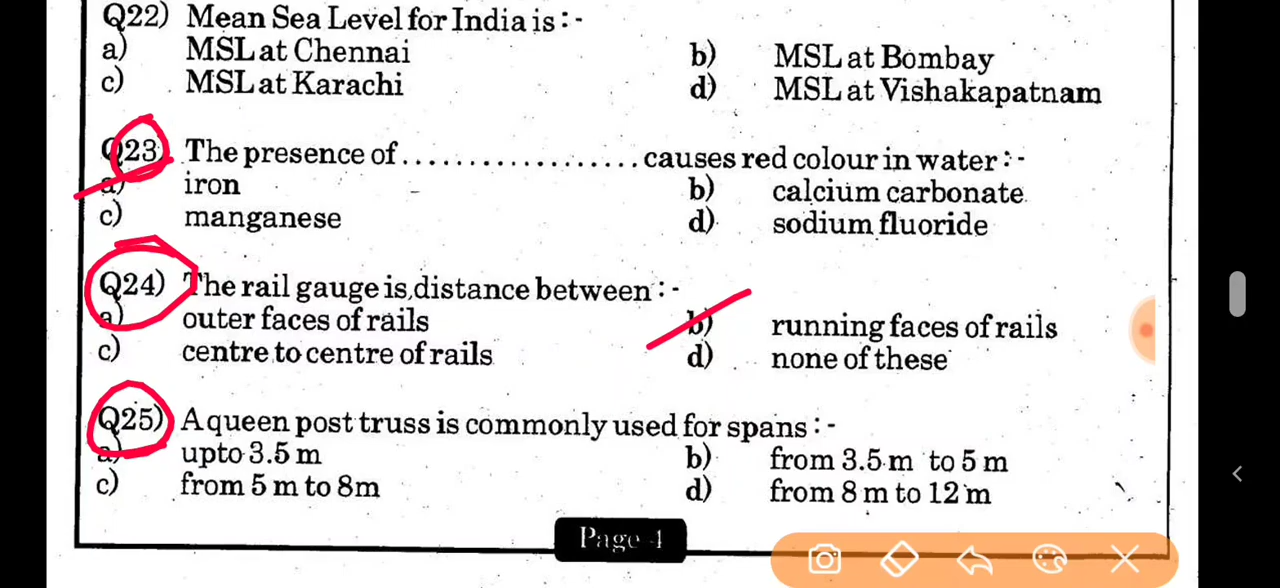 Q22) Mean Sea Level for India is :-
a) MSL at Chennai b) MSL at Bombay
c) MSL at Karachi d) MSL at Vishakapatnam
Q23) The presence of .................. causes red colour in water :-
a) iron b) calcium carbonate
c) manganese d) sodium fluoride
Q24) The rail gauge is distance between :-
a) outer faces of rails b) running faces of rails
c) centre to centre of rails d) none of these
Q25) A queen post truss is commonly used for spans :-
a) upto 3.5 m b) from 3.5 m to 5 m
c) from 5 m to 8m d) from 8 m to 12 m
Page 4